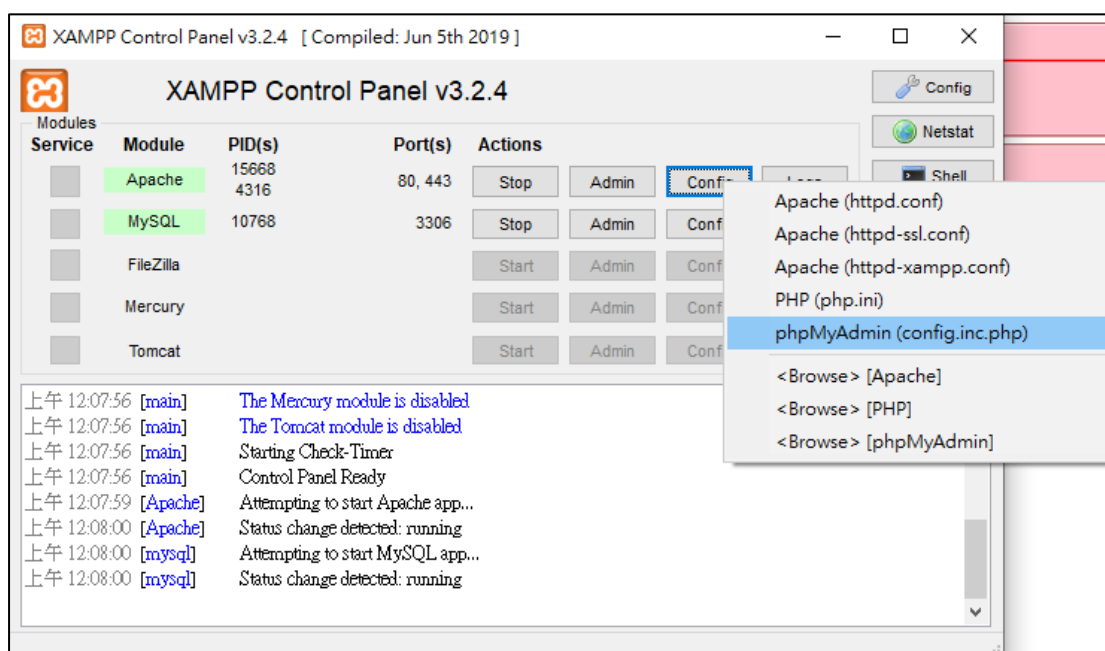 XAMPP Control Panel v3.2.4 [ Compiled: Jun 5th 2019 ]
XAMPP Control Panel v3.2.4
Config
Modules
Netstat
Service Module PID(s) Port(s) Actions
Shell
Apache 15668 4316 80, 443 Stop Admin Config Logs
MySQL 10768 3306 Stop Admin Conf
FileZilla Start Admin Conf
Mercury Start Admin Conf
Tomcat Start Admin Conf
Apache (httpd.conf)
Apache (httpd-ssl.conf)
Apache (httpd-xampp.conf)
PHP (php.ini)
phpMyAdmin (config.inc.php)
<Browse> [Apache]
<Browse> [PHP]
<Browse> [phpMyAdmin]
上午 12:07:56 [main] The Mercury module is disabled
上午 12:07:56 [main] The Tomcat module is disabled
上午 12:07:56 [main] Starting Check-Timer
上午 12:07:56 [main] Control Panel Ready
上午 12:07:59 [Apache] Attempting to start Apache app...
上午 12:08:00 [Apache] Status change detected: running
上午 12:08:00 [mysql] Attempting to start MySQL app...
上午 12:08:00 [mysql] Status change detected: running